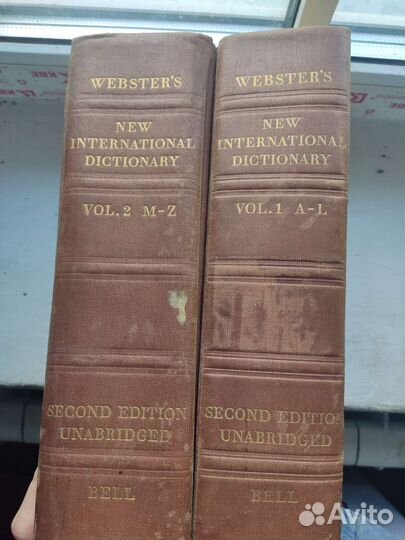 WEBSTER'S
NEW
INTERNATIONAL
DICTIONARY
VOL. 2 M-Z
SECOND EDITION
UNABRIDGED
BELL
WEBSTER'S
NEW
INTERNATIONAL
DICTIONARY
VOL. 1 A-L
SECOND EDITION
UNABRIDGED
BELL
Avito